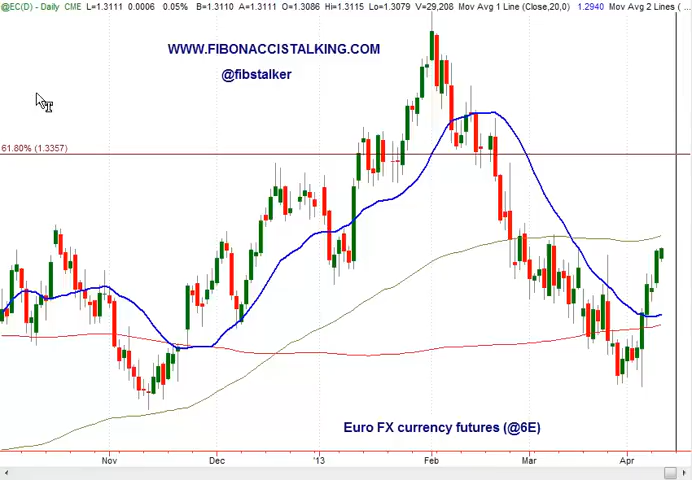 @EC(D) - Daily CME L=1.3111 0.0006 0.05% B=1.3110 A=1.3111 O=1.3086 Hi=1.3115 Lo=1.3079 V=29,208 Mov Avg 1 Line (Close,20,0) 1.2940 Mov Avg 2 Lines (...
WWW.FIBONACCISTALKING.COM
@fibstalker
61.80% (1.3357)
Euro FX currency futures (@6E)
Nov Dec '13 Feb Mar Apr